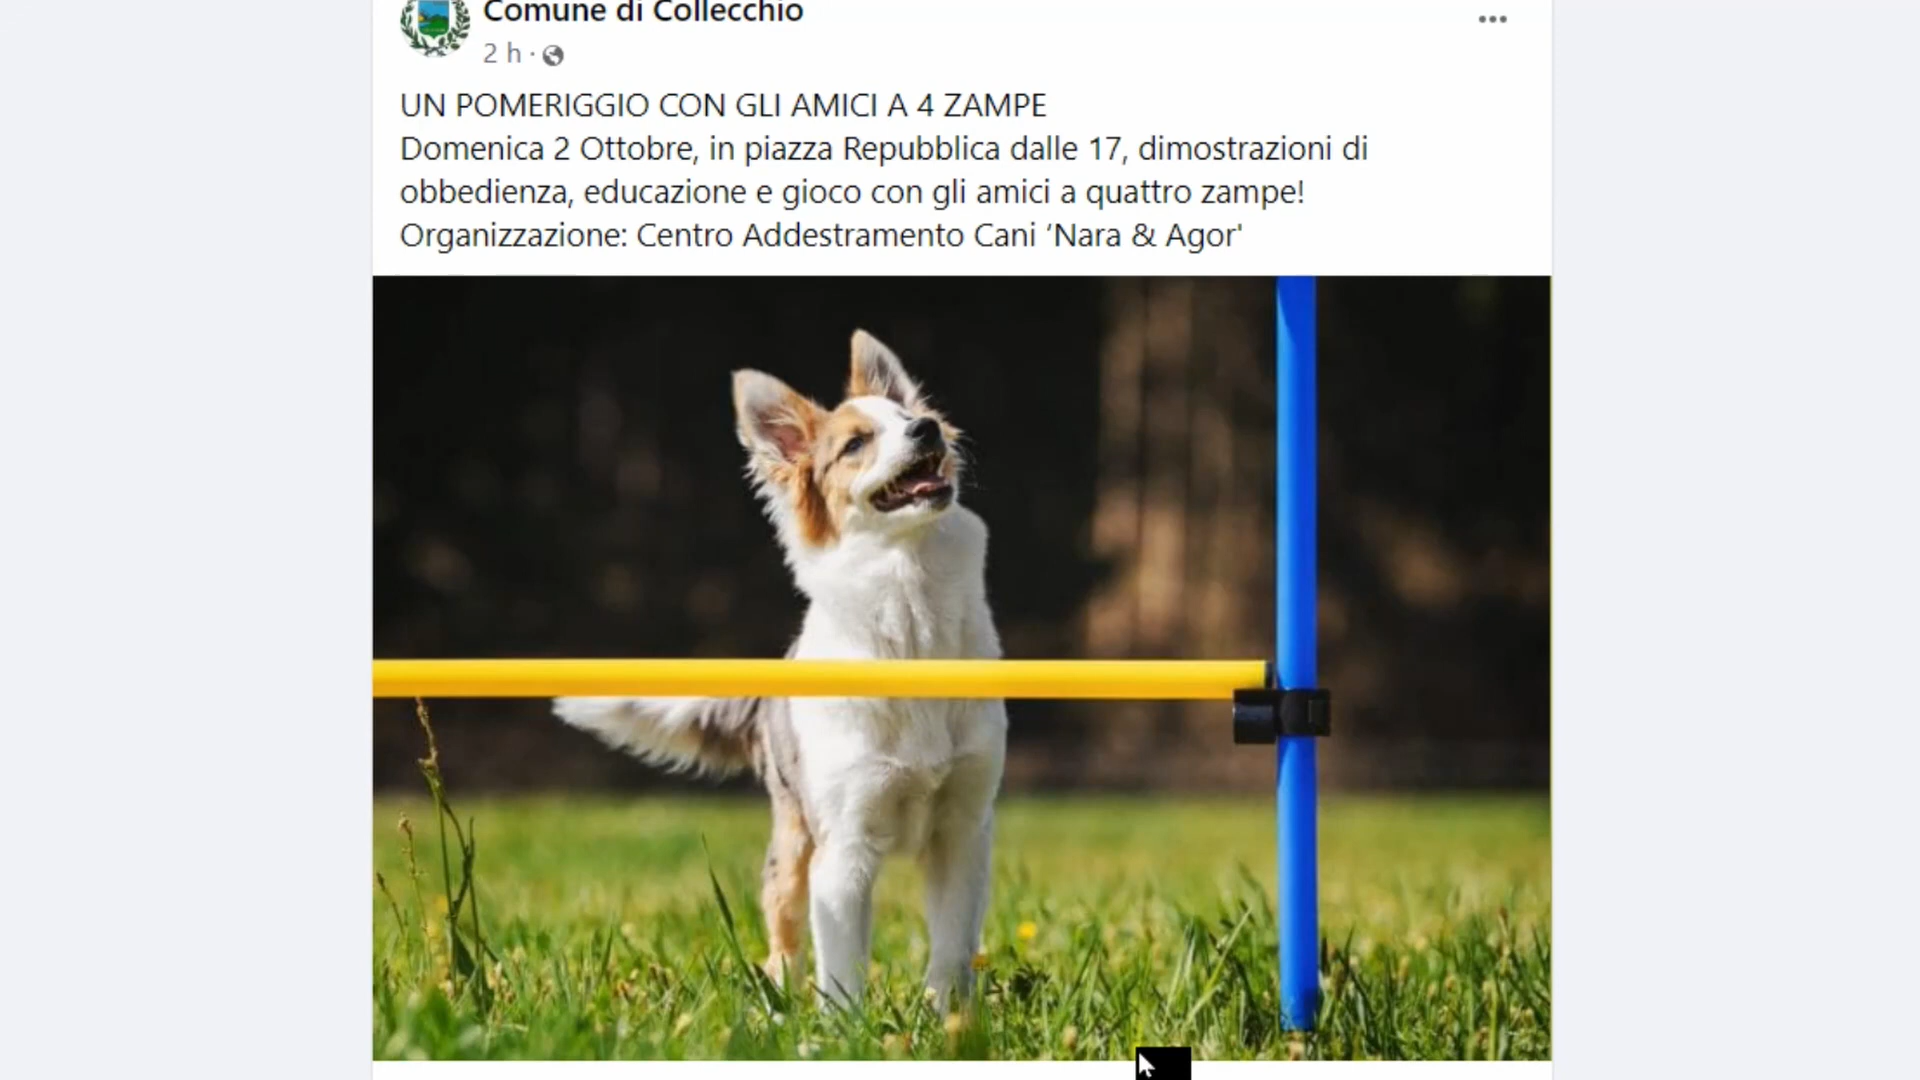 Comune di Collecchio
2 h ·
UN POMERIGGIO CON GLI AMICI A 4 ZAMPE
Domenica 2 Ottobre, in piazza Repubblica dalle 17, dimostrazioni di
obbedienza, educazione e gioco con gli amici a quattro zampe!
Organizzazione: Centro Addestramento Cani ‘Nara & Agor'